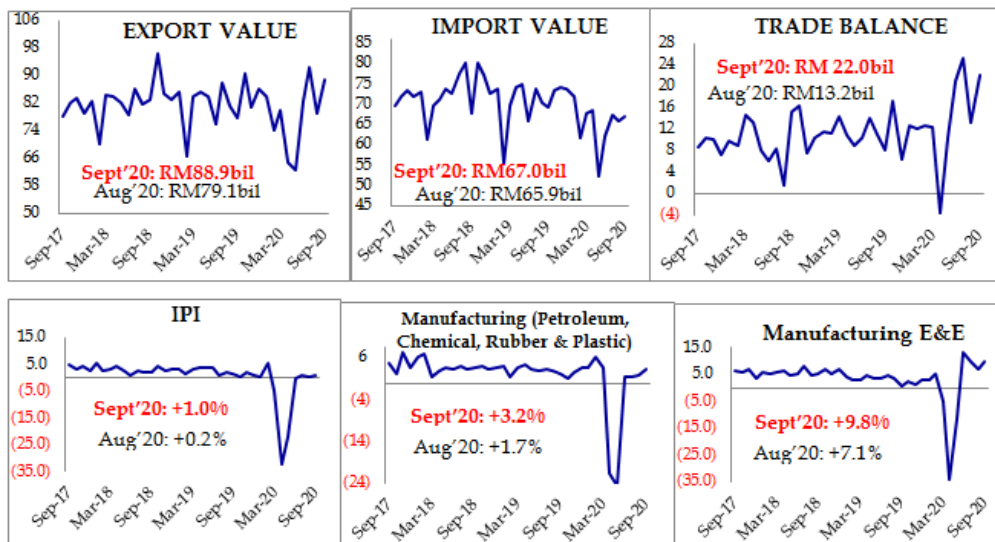 EXPORT VALUE
106
98
90
82
74
66
58
50
Sept'20: RM88.9bil
Aug'20: RM79.1bil
Sep-17
Mar-18
Sep-18
Mar-19
Sep-19
Mar-20
Sep-20
IMPORT VALUE
85
80
75
70
65
60
55
50
45
Sept'20: RM67.0bil
Aug'20: RM65.9bil
Sep-17
Mar-18
Sep-18
Mar-19
Sep-19
Mar-20
Sep-20
TRADE BALANCE
28
24
20
16
12
8
4
0
(4)
Sept'20: RM 22.0bil
Aug'20: RM13.2bil
Sep-17
Mar-18
Sep-18
Mar-19
Sep-19
Mar-20
Sep-20
IPI
15.0
5.0
(5.0)
(15.0)
(25.0)
(35.0)
Sept'20: +1.0%
Aug'20: +0.2%
Sep-17
Mar-18
Sep-18
Mar-19
Sep-19
Mar-20
Sep-20
Manufacturing (Petroleum,
Chemical, Rubber & Plastic)
6
(4)
(14)
(24)
Sept'20: +3.2%
Aug'20: +1.7%
Sep-17
Mar-18
Sep-18
Mar-19
Sep-19
Mar-20
Sep-20
Manufacturing E&E
15.0
5.0
(5.0)
(15.0)
(25.0)
(35.0)
Sept'20: +9.8%
Aug'20: +7.1%
Sep-17
Mar-18
Sep-18
Mar-19
Sep-19
Mar-20
Sep-20